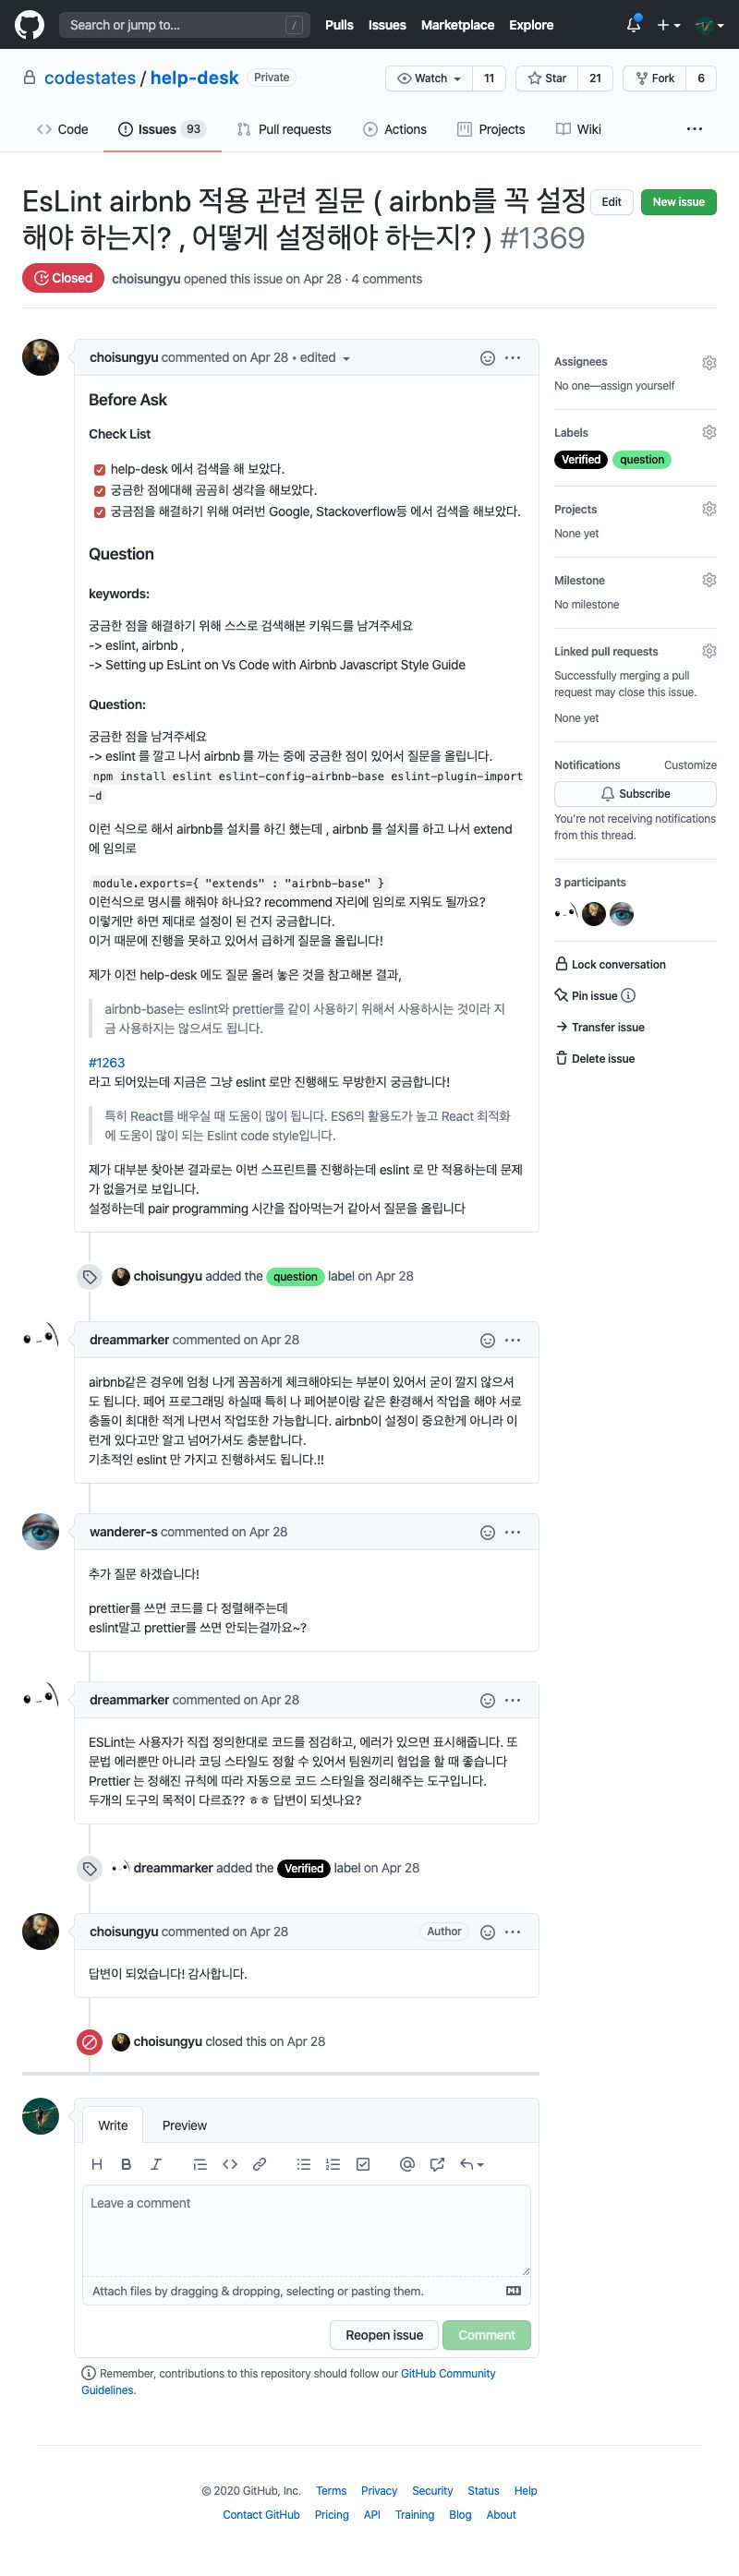 Search or jump to...
/
Pulls Issues Marketplace Explore
codestates / help-desk Private
Watch 11 Star 21 Fork 6
Code Issues 93 Pull requests Actions Projects Wiki
EsLint airbnb 적용 관련 질문 ( airbnb를 꼭 설정
해야 하는지? , 어떻게 설정해야 하는지? ) #1369
Edit New issue
Closed choisungyu opened this issue on Apr 28 · 4 comments
choisungyu commented on Apr 28 • edited
Before Ask
Check List
help-desk 에서 검색을 해 보았다.
궁금한 점에대해 곰곰히 생각을 해보았다.
궁금점을 해결하기 위해 여러번 Google, Stackoverflow등 에서 검색을 해보았다.
Question
keywords:
궁금한 점을 해결하기 위해 스스로 검색해본 키워드를 남겨주세요
-> eslint, airbnb ,
-> Setting up EsLint on Vs Code with Airbnb Javascript Style Guide
Question:
궁금한 점을 남겨주세요
-> eslint 를 깔고 나서 airbnb 를 까는 중에 궁금한 점이 있어서 질문을 올립니다.
npm install eslint eslint-config-airbnb-base eslint-plugin-import
-d
이런 식으로 해서 airbnb를 설치를 하긴 했는데 , airbnb 를 설치를 하고 나서 extend
에 임의로
module.exports={ "extends" : "airbnb-base" }
이런식으로 명시를 해줘야 하나요? recommend 자리에 임의로 지워도 될까요?
이렇게만 하면 제대로 설정이 된 건지 궁금합니다.
이거 때문에 진행을 못하고 있어서 급하게 질문을 올립니다!
제가 이전 help-desk 에도 질문 올려 놓은 것을 참고해본 결과,
airbnb-base는 eslint와 prettier를 같이 사용하기 위해서 사용하시는 것이라 지
금 사용하지는 않으셔도 됩니다.
#1263
라고 되어있는데 지금은 그냥 eslint 로만 진행해도 무방한지 궁금합니다!
특히 React를 배우실 때 도움이 많이 됩니다. ES6의 활용도가 높고 React 최적화
에 도움이 많이 되는 Eslint code style입니다.
제가 대부분 찾아본 결과로는 이번 스프린트를 진행하는데 eslint 로 만 적용하는데 문제
가 없을거로 보입니다.
설정하는데 pair programming 시간을 잡아먹는거 같아서 질문을 올립니다
choisungyu added the question label on Apr 28
dreammarker commented on Apr 28
airbnb같은 경우에 엄청 나게 꼼꼼하게 체크해야되는 부분이 있어서 굳이 깔지 않으셔
도 됩니다. 페어 프로그래밍 하실때 특히 나 페어분이랑 같은 환경해서 작업을 해야 서로
충돌이 최대한 적게 나면서 작업또한 가능합니다. airbnb이 설정이 중요한게 아니라 이
런게 있다고만 알고 넘어가셔도 충분합니다.
기초적인 eslint 만 가지고 진행하셔도 됩니다.!!
wanderer-s commented on Apr 28
추가 질문 하겠습니다!
prettier를 쓰면 코드를 다 정렬해주는데
eslint말고 prettier를 쓰면 안되는걸까요~?
dreammarker commented on Apr 28
ESLint는 사용자가 직접 정의한대로 코드를 점검하고, 에러가 있으면 표시해줍니다. 또
문법 에러뿐만 아니라 코딩 스타일도 정할 수 있어서 팀원끼리 협업을 할 때 좋습니다
Prettier 는 정해진 규칙에 따라 자동으로 코드 스타일을 정리해주는 도구입니다.
두개의 도구의 목적이 다르죠?? ㅎㅎ 답변이 되셧나요?
dreammarker added the Verified label on Apr 28
choisungyu commented on Apr 28 Author
답변이 되었습니다! 감사합니다.
choisungyu closed this on Apr 28
Write Preview
Leave a comment
Attach files by dragging & dropping, selecting or pasting them.
Reopen issue Comment
Remember, contributions to this repository should follow our GitHub Community
Guidelines.
Assignees
No one—assign yourself
Labels
Verified question
Projects
None yet
Milestone
No milestone
Linked pull requests
Successfully merging a pull
request may close this issue.
None yet
Notifications Customize
Subscribe
You're not receiving notifications
from this thread.
3 participants
Lock conversation
Pin issue
Transfer issue
Delete issue
© 2020 GitHub, Inc. Terms Privacy Security Status Help
Contact GitHub Pricing API Training Blog About